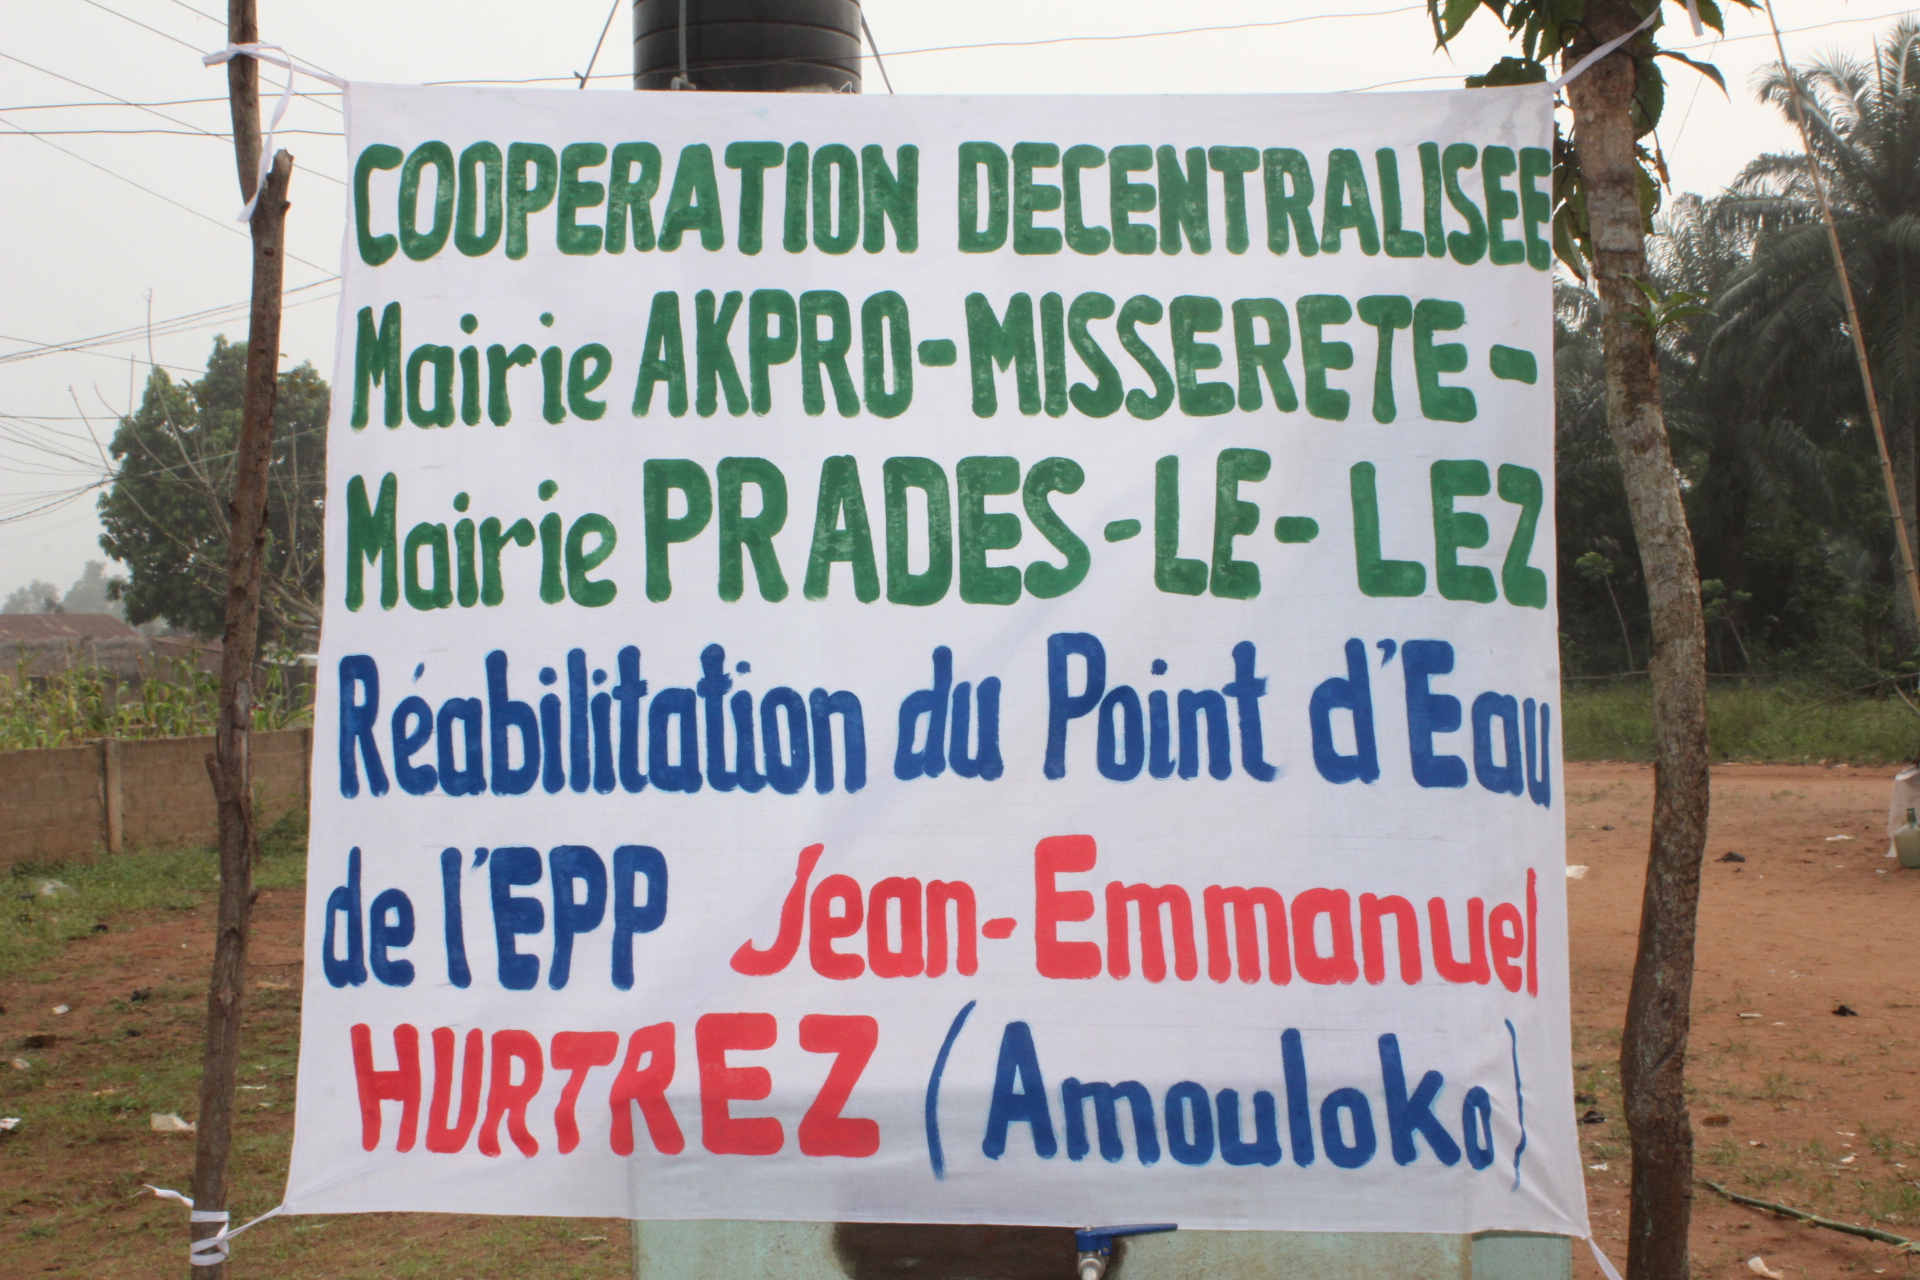 COOPERATION DECENTRALISEE
Mairie AKPRO-MISSERETE-
Mairie PRADES-LE-LEZ
Réabilitation du Point d'Eau
de l'EPP Jean-Emmanuel
HURTREZ (Amouloko)